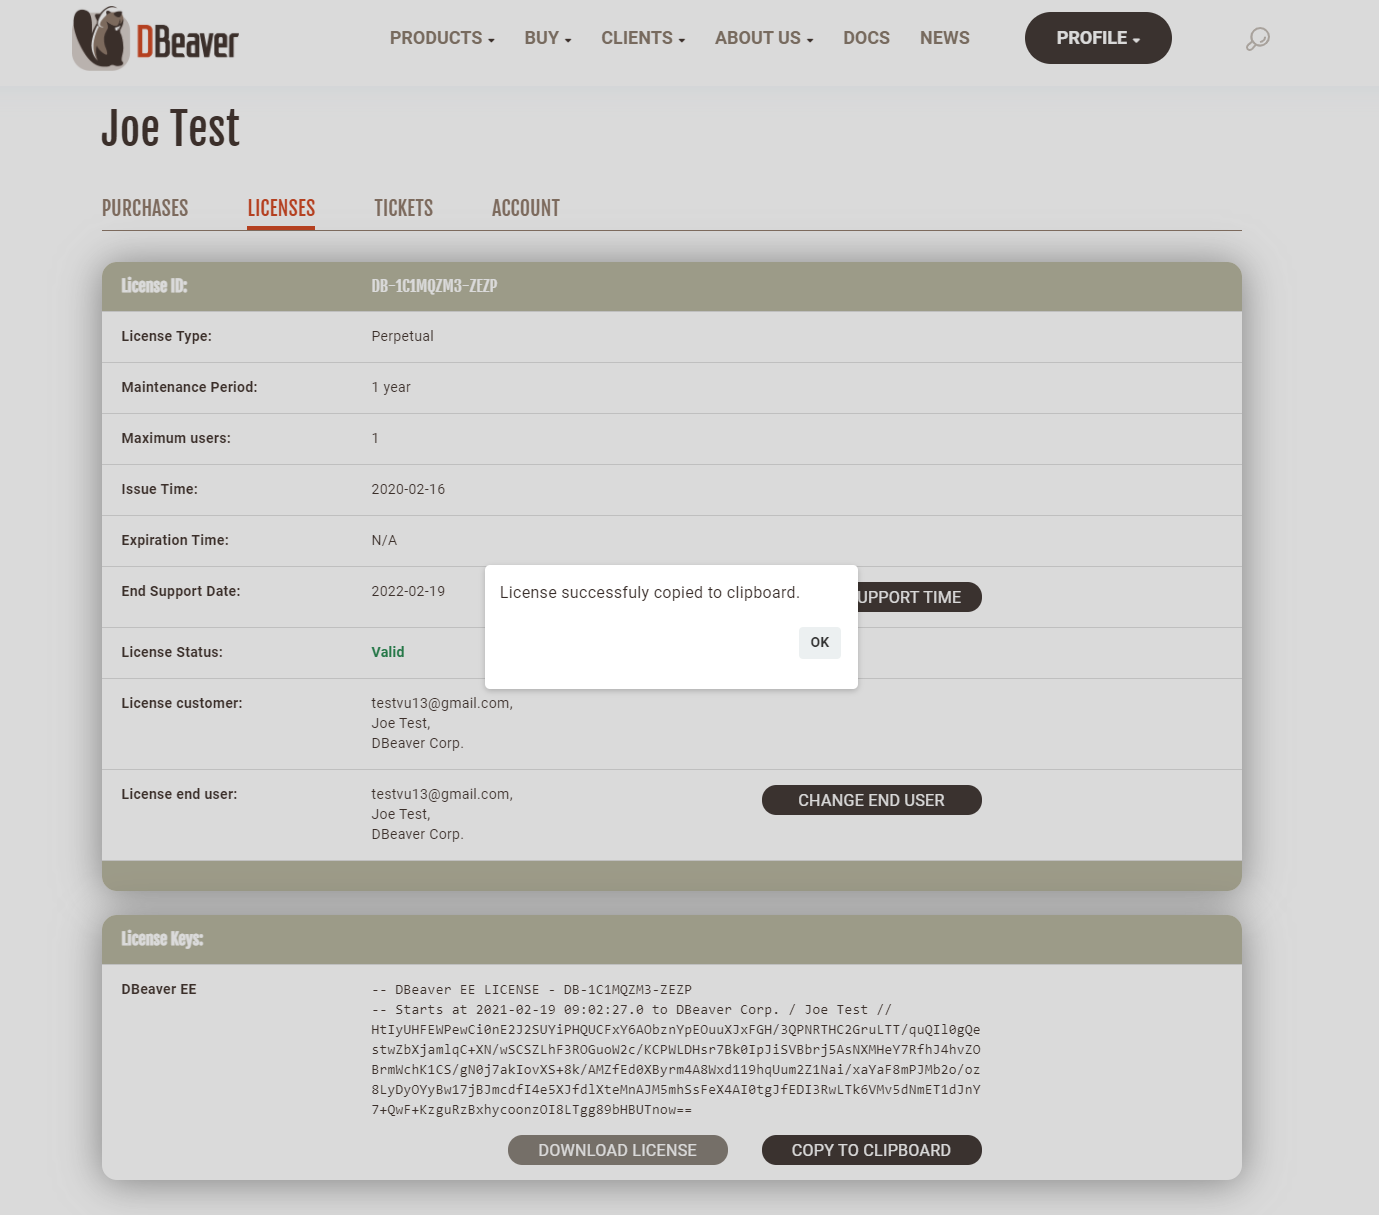 DBeaver
PRODUCTS
BUY
CLIENTS
ABOUT US
DOCS
NEWS
PROFILE
Joe Test
PURCHASES
LICENSES
TICKETS
ACCOUNT
License ID: DB-1C1MQZM3-ZEZP
License Type: Perpetual
Maintenance Period: 1 year
Maximum users: 1
Issue Time: 2020-02-16
Expiration Time: N/A
End Support Date: 2022-02-19
UPPORT TIME
License successfully copied to clipboard.
OK
License Status: Valid
License customer: testvu13@gmail.com,
Joe Test,
DBeaver Corp.
License end user: testvu13@gmail.com,
Joe Test,
DBeaver Corp.
CHANGE END USER
License Keys:
DBeaver EE
-- DBeaver EE LICENSE - DB-1C1MQZM3-ZEZP
-- Starts at 2021-02-19 09:02:27.0 to DBeaver Corp. / Joe Test //
HtIyUHFEWPewCi0nE2J2SUYiPHQUCFxY6AObznYpEOuuXJxFGH/3QPNRTHC2GruLTT/quQIl0gQe
stwZbXjamlqC+XN/wSCSZLhF3ROGuoW2c/KCPWLDHsr7Bk0IpJiSVBbrj5AsNXMHeY7RfhJ4hvZO
BrmWchK1CS/gN0j7akIovXS+8k/AMZfEd0XByrm4A8Wxd119hqUum2Z1Nai/xaYaF8mPJMb2o/oz
8LyDyOYyBw17jBJmcdfI4e5XJfdlXteMnAJM5mhSsFeX4AI0tgJfEDI3RwLTk6VMv5dNmET1dJnY
7+QwF+KzguRzBxhycoonzOI8LTgg89bHBUTnow==
DOWNLOAD LICENSE
COPY TO CLIPBOARD